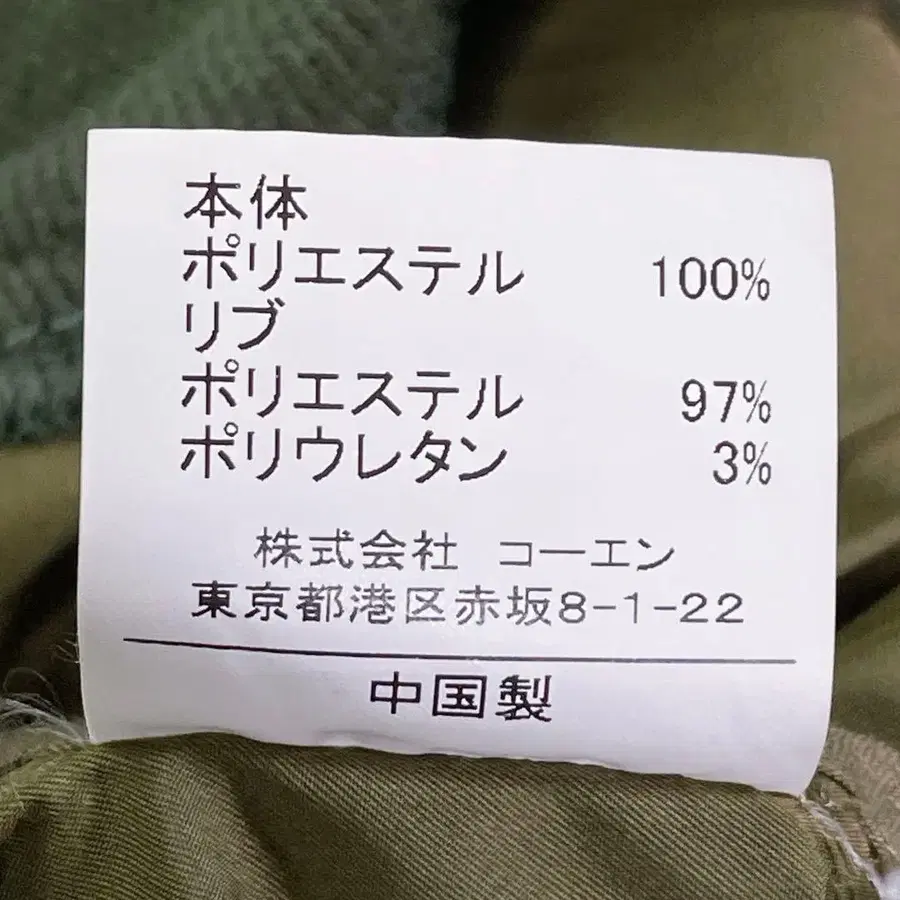 本体
ポリエステル 100%
リブ
ポリエステル 97%
ポリウレタン 3%
株式会社 コーエン
東京都港区赤坂8-1-22
中国製